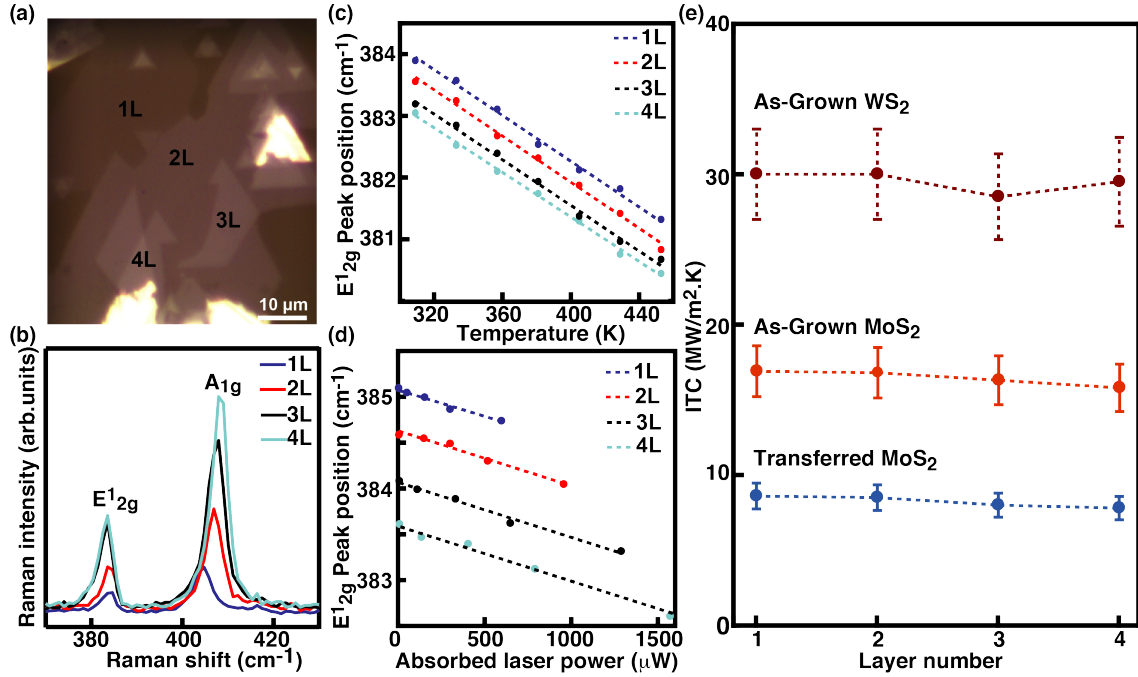 (a)
1L
2L
3L
4L
10 µm
(b)
Raman intensity (arb.units)
E¹2g
A1g
1L
2L
3L
4L
380 400 420
Raman shift (cm-1)
(c)
E¹2g Peak position (cm-1)
384
383
382
381
1L
2L
3L
4L
320 360 400 440
Temperature (K)
(d)
E¹2g Peak position (cm-1)
385
384
383
1L
2L
3L
4L
0 500 1000 1500
Absorbed laser power (µW)
(e)
ITC (MW/m².K)
40
30
20
10
0
As-Grown WS₂
As-Grown MoS₂
Transferred MoS₂
1 2 3 4
Layer number